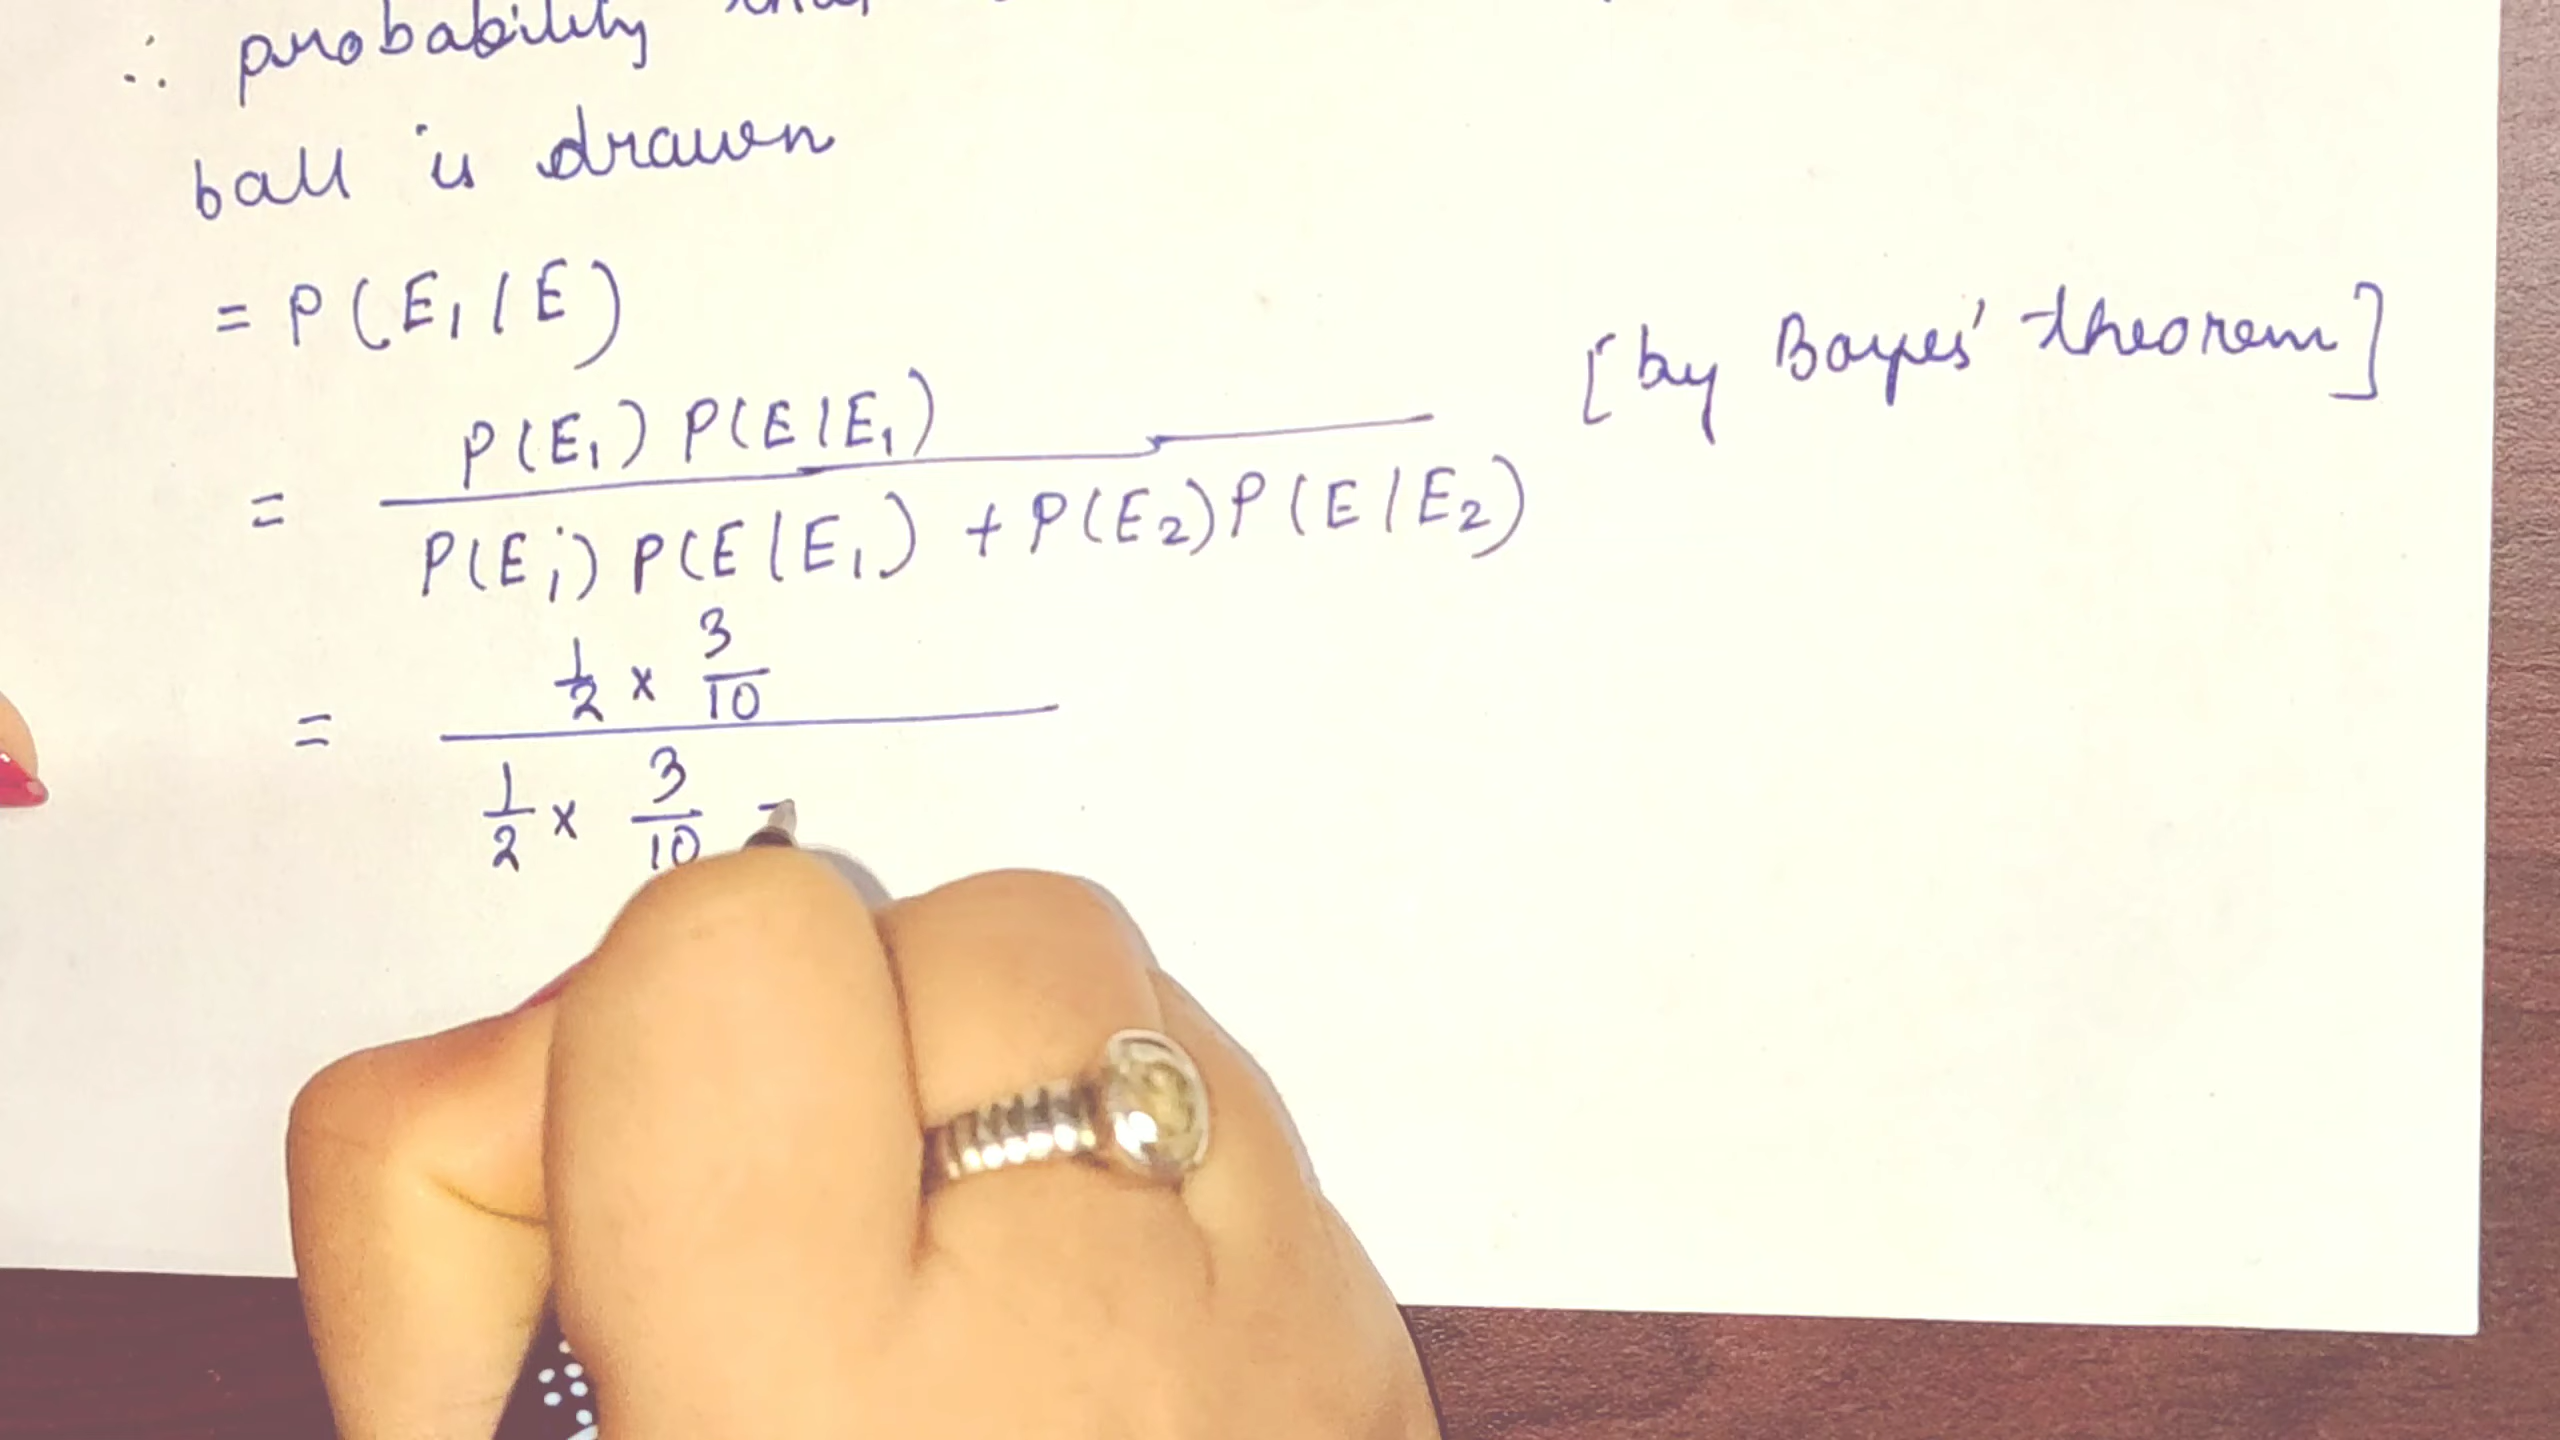 ∴ probability
ball is drawn
= P(E₁/E)
= P(E₁) P(E/E₁) / P(E₁) P(E/E₁) + P(E₂)P(E/E₂) [by Bayes' theorem]
= 1/2 × 3/10 / 1/2 × 3/10